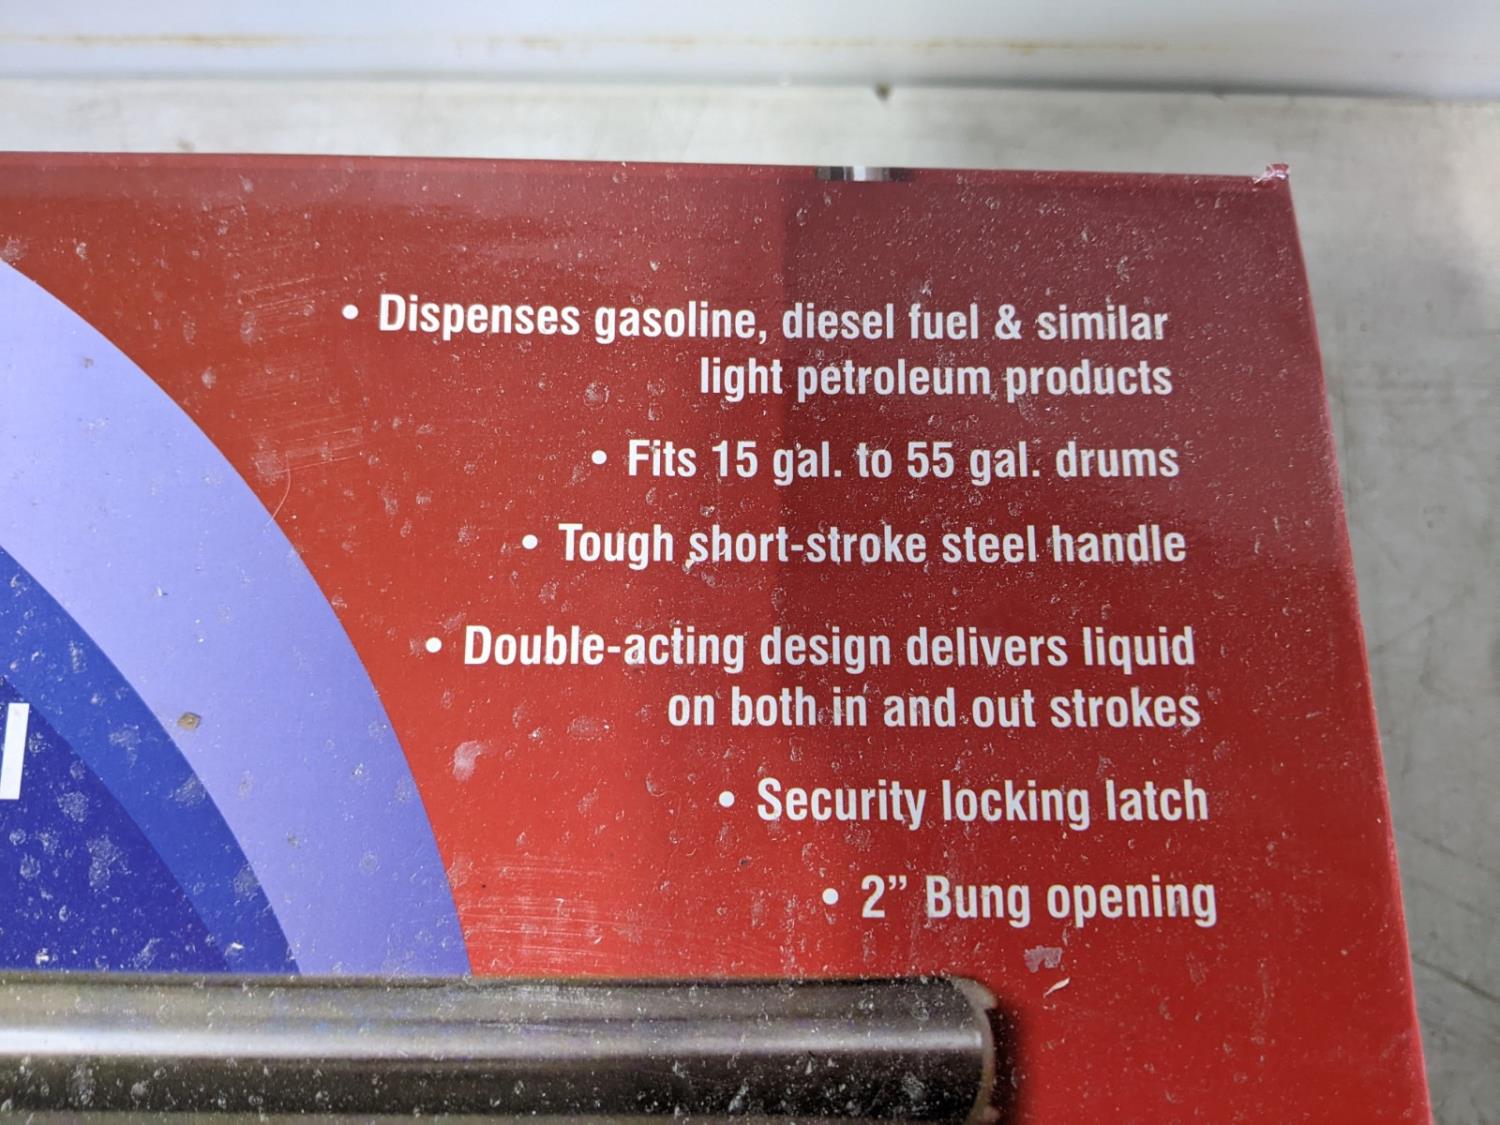 • Dispenses gasoline, diesel fuel & similar
light petroleum products
• Fits 15 gal. to 55 gal. drums
• Tough short-stroke steel handle
• Double-acting design delivers liquid
on both in and out strokes
• Security locking latch
• 2” Bung opening